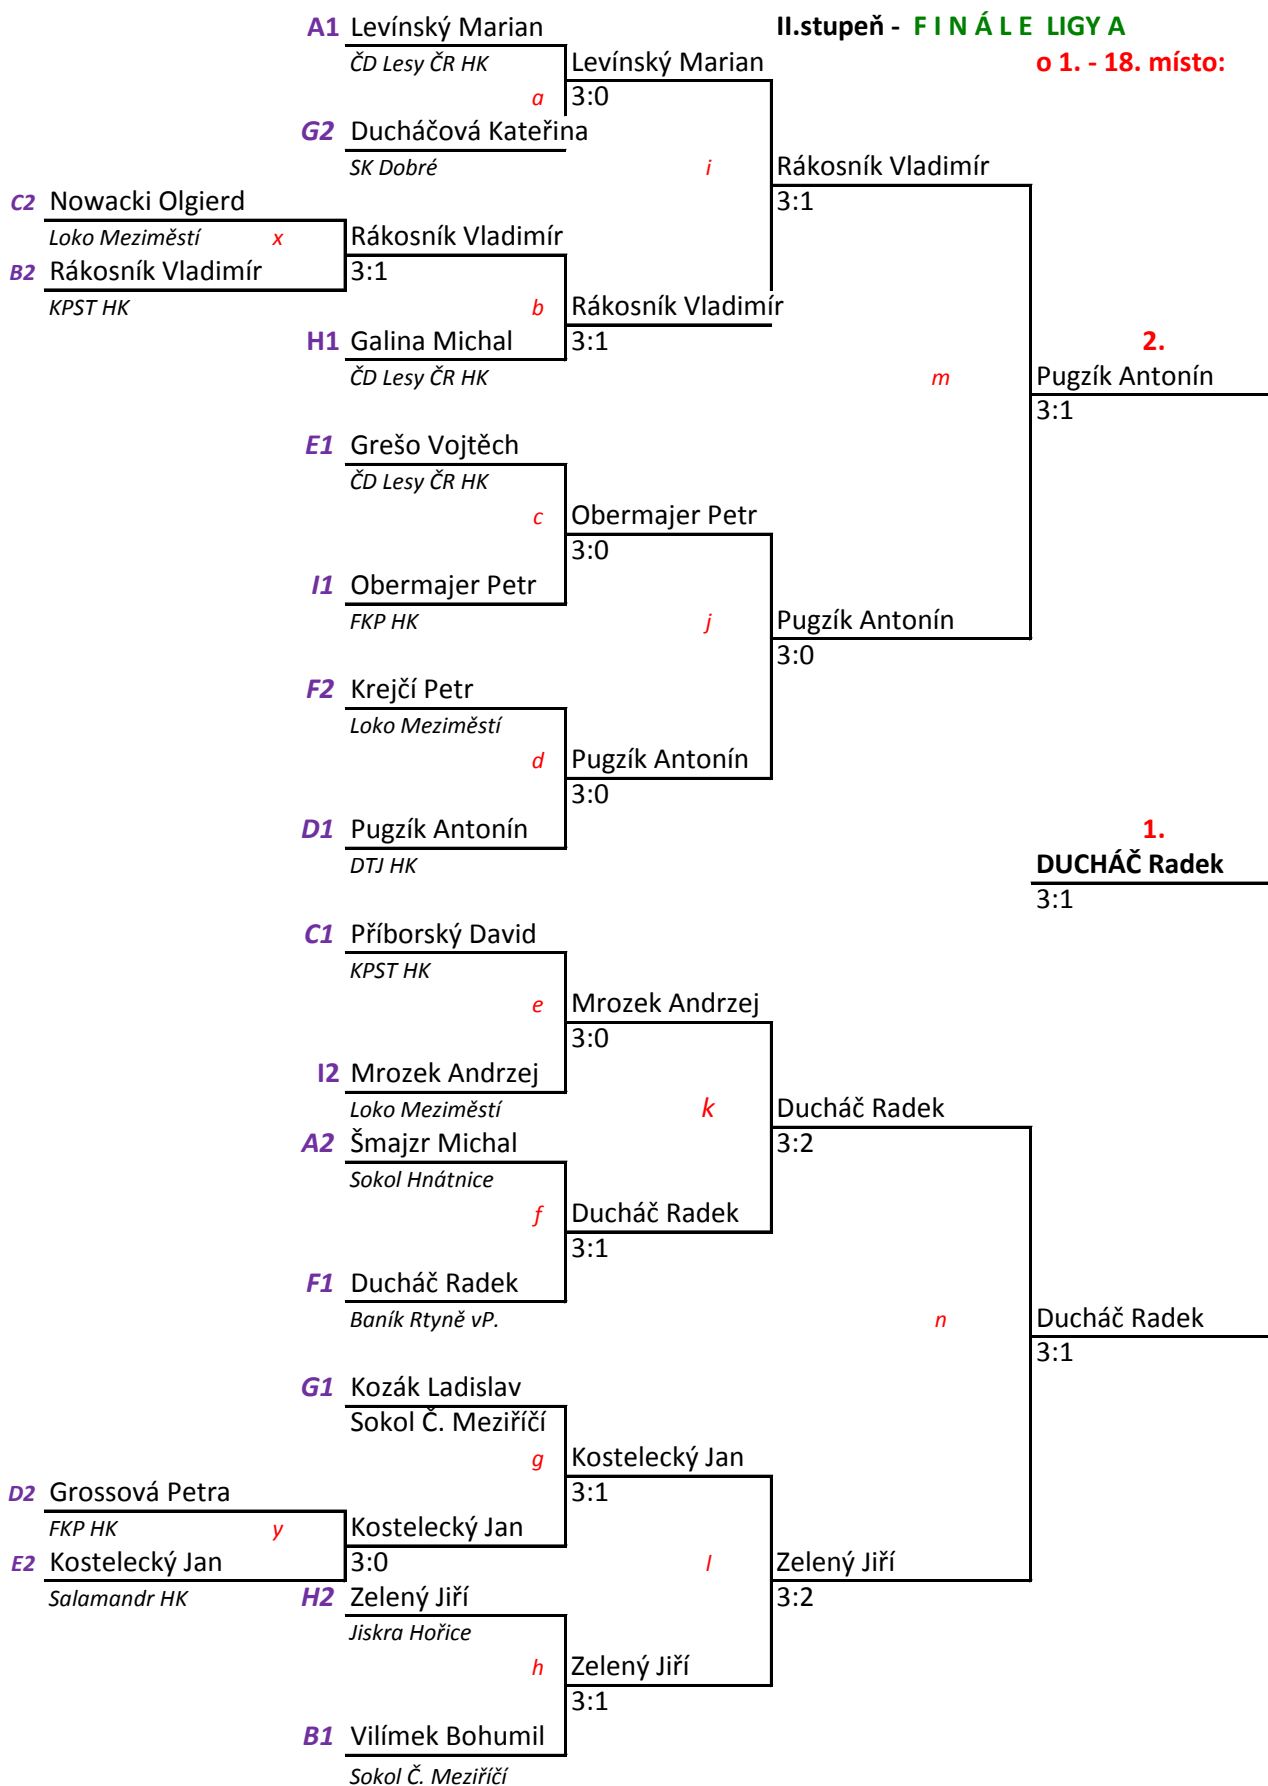 A1 Levínský Marian
II.stupeň - F I N Á L E LIGY A
ČD Lesy ČR HK
Levínský Marian
o 1. - 18. místo:
a 3:0
G2 Ducháčová Kateřina
SK Dobré
i Rákosník Vladimír
3:1
C2 Nowacki Olgierd
Loko Meziměstí x Rákosník Vladimír
B2 Rákosník Vladimír 3:1
KPST HK
b Rákosník Vladimír
H1 Galina Michal 3:1
2.
ČD Lesy ČR HK
m Pugzík Antonín
3:1
E1 Grešo Vojtěch
ČD Lesy ČR HK
c Obermajer Petr
3:0
I1 Obermajer Petr
FKP HK
j Pugzík Antonín
3:0
F2 Krejčí Petr
Loko Meziměstí
d Pugzík Antonín
3:0
D1 Pugzík Antonín
1.
DTJ HK
DUCHÁČ Radek
3:1
C1 Příborský David
KPST HK
e Mrozek Andrzej
3:0
I2 Mrozek Andrzej
Loko Meziměstí
k Ducháč Radek
A2 Šmajzr Michal
3:2
Sokol Hnátnice
f Ducháč Radek
3:1
F1 Ducháč Radek
Baník Rtyně vP.
n Ducháč Radek
3:1
G1 Kozák Ladislav
Sokol Č. Meziříčí
g Kostelecký Jan
D2 Grossová Petra
3:1
FKP HK y Kostelecký Jan
E2 Kostelecký Jan 3:0
l Zelený Jiří
Salamandr HK
H2 Zelený Jiří
3:2
Jiskra Hořice
h Zelený Jiří
3:1
B1 Vilímek Bohumil
Sokol Č. Meziříčí